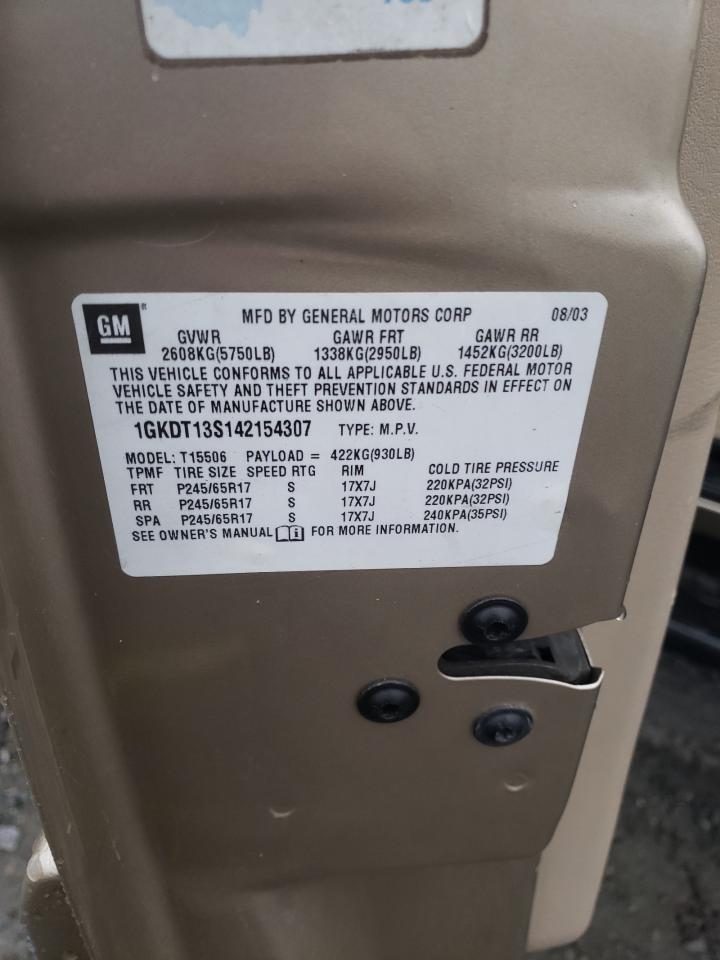 GM ®
MFD BY GENERAL MOTORS CORP 08/03
GVWR GAWR FRT GAWR RR
2608KG(5750LB) 1338KG(2950LB) 1452KG(3200LB)
THIS VEHICLE CONFORMS TO ALL APPLICABLE U.S. FEDERAL MOTOR
VEHICLE SAFETY AND THEFT PREVENTION STANDARDS IN EFFECT ON
THE DATE OF MANUFACTURE SHOWN ABOVE.
1GKDT13S142154307 TYPE: M.P.V.
MODEL: T15506 PAYLOAD = 422KG(930LB)
TPMF TIRE SIZE SPEED RTG RIM COLD TIRE PRESSURE
FRT P245/65R17 S 17X7J 220KPA(32PSI)
RR P245/65R17 S 17X7J 220KPA(32PSI)
SPA P245/65R17 S 17X7J 240KPA(35PSI)
SEE OWNER'S MANUAL i FOR MORE INFORMATION.